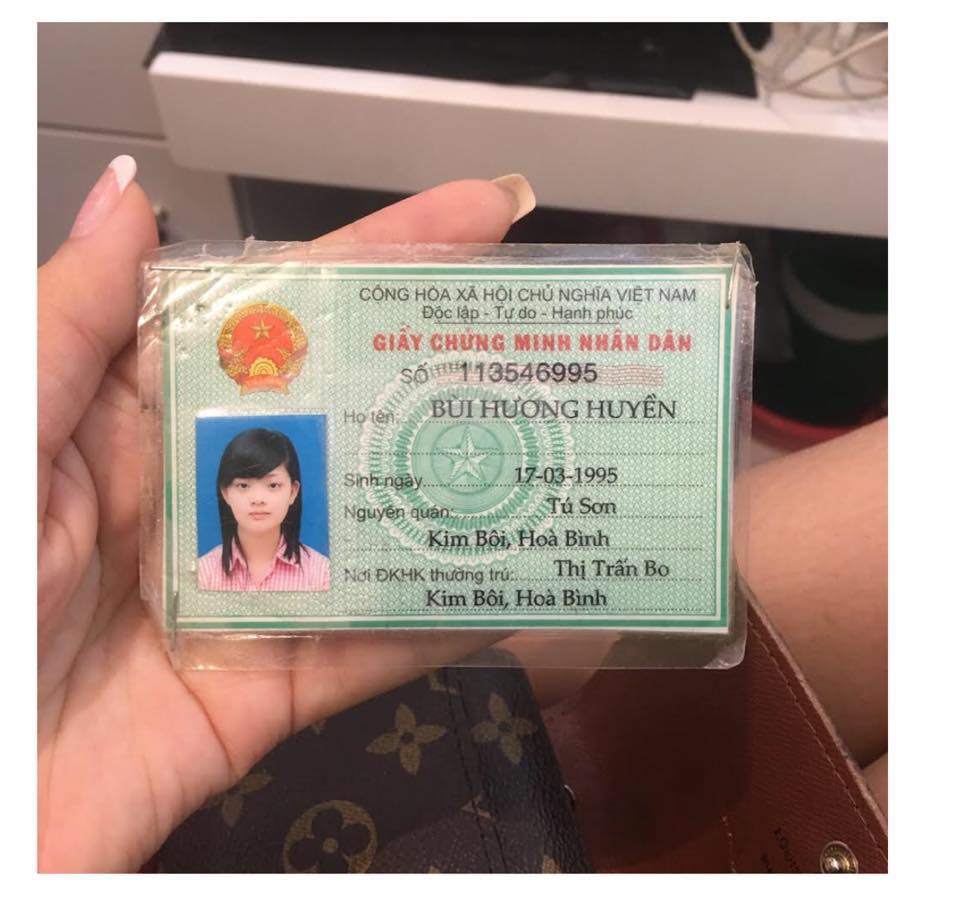 CỘNG HÒA XÃ HỘI CHỦ NGHĨA VIỆT NAM
Độc lập - Tự do - Hạnh phúc
GIẤY CHỨNG MINH NHÂN DÂN
Số 113546995
Họ tên: BÙI HƯƠNG HUYỀN
Sinh ngày 17-03-1995
Nguyên quán: Tú Sơn
Kim Bôi, Hoà Bình
Nơi ĐKHK thường trú: Thị Trấn Bo
Kim Bôi, Hoà Bình